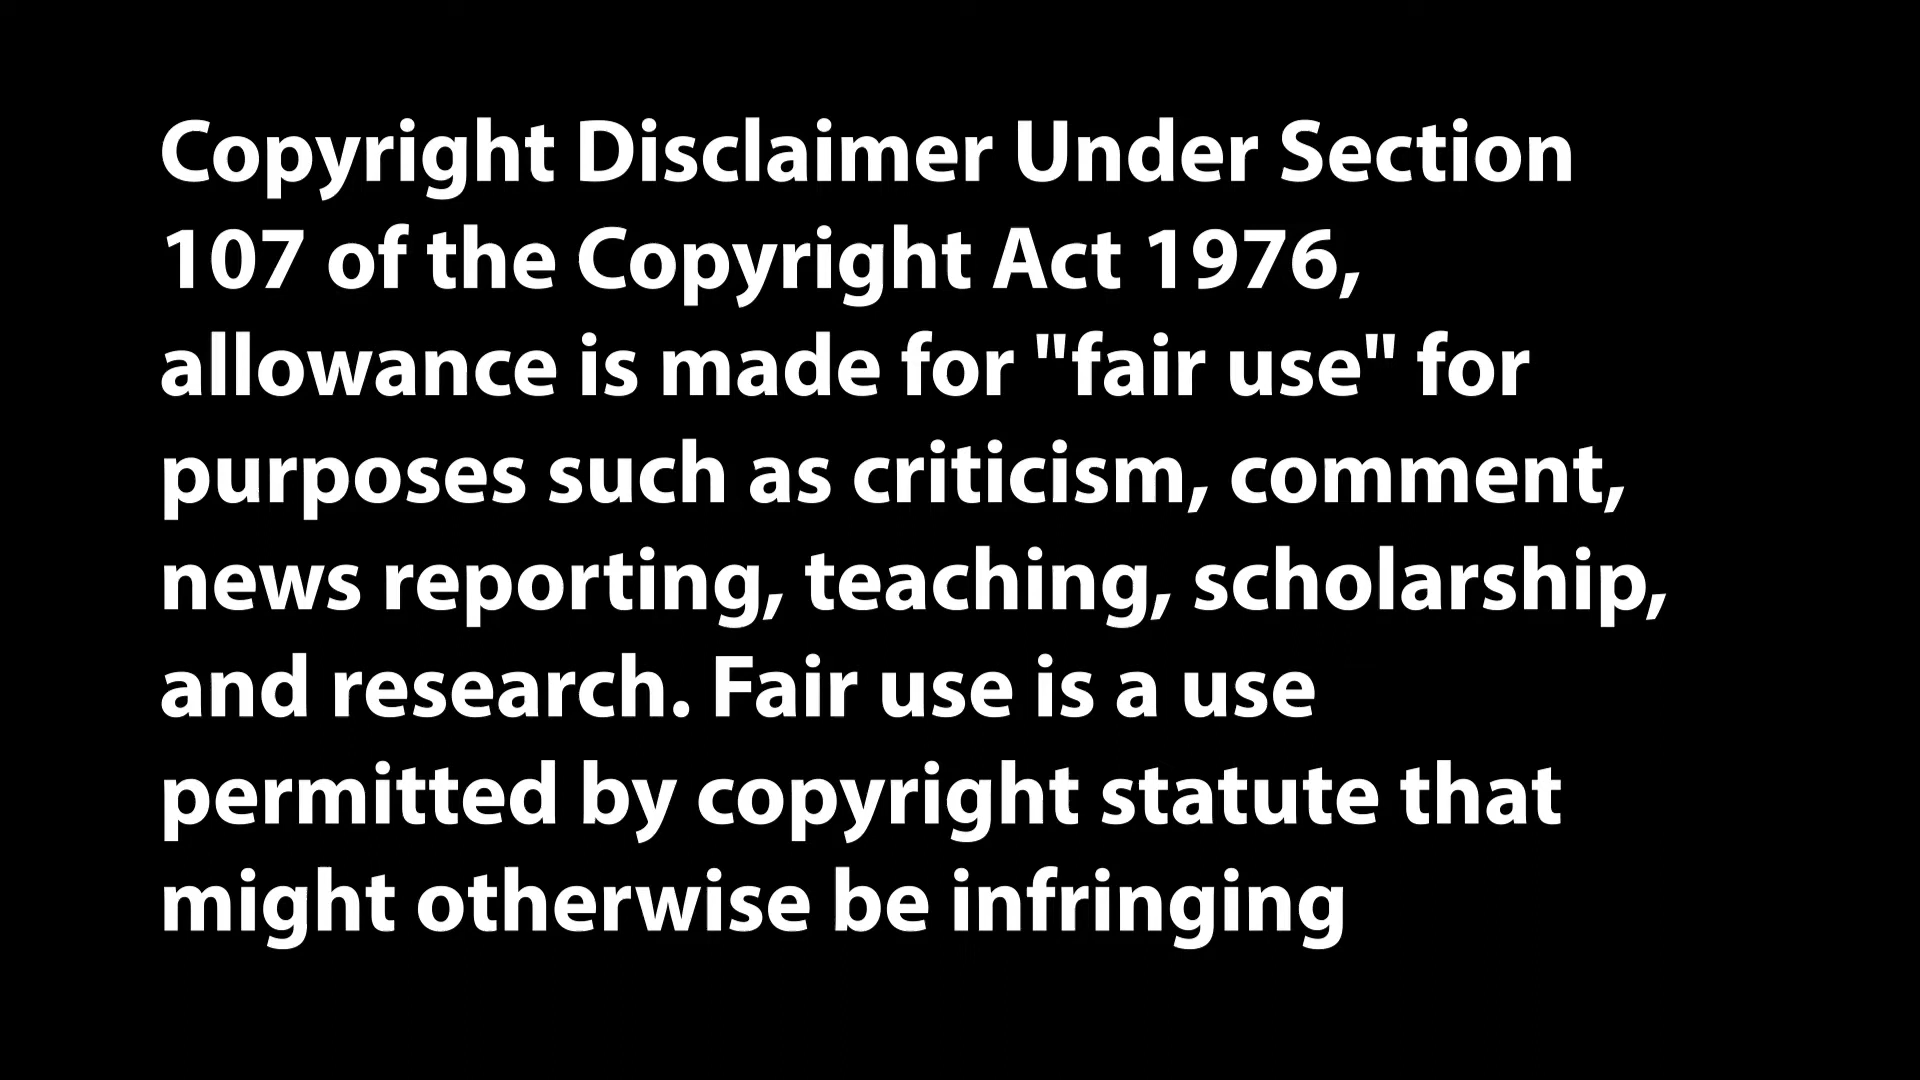 Copyright Disclaimer Under Section
107 of the Copyright Act 1976,
allowance is made for "fair use" for
purposes such as criticism, comment,
news reporting, teaching, scholarship,
and research. Fair use is a use
permitted by copyright statute that
might otherwise be infringing